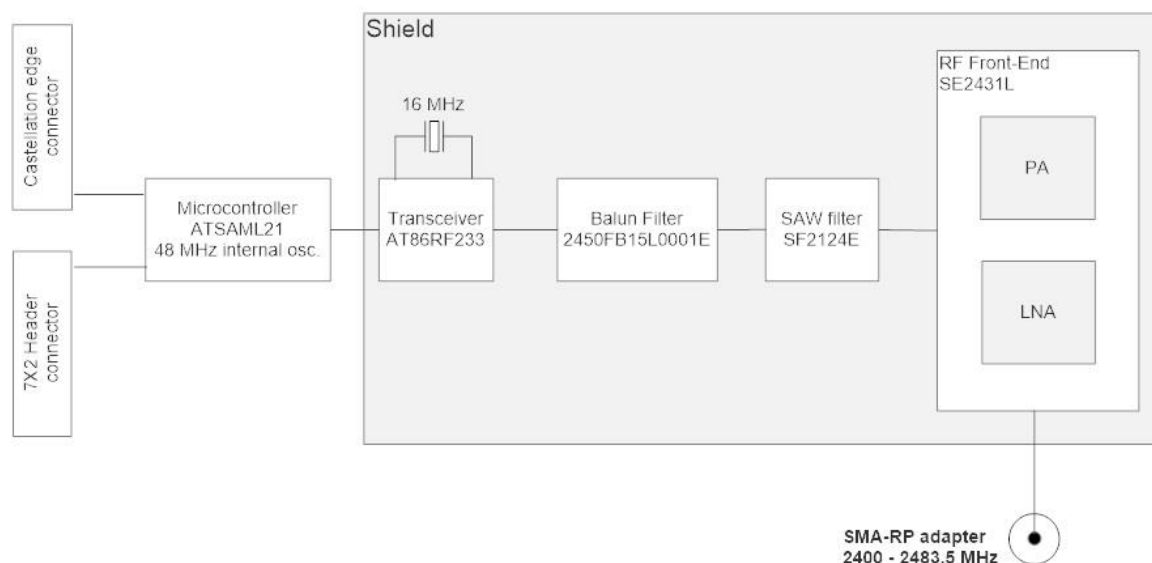 Castellation edge
connector
7X2 Header
connector
Microcontroller
ATSAML21
48 MHz internal osc.
Shield
16 MHz
Transceiver
AT86RF233
Balun Filter
2450FB15L0001E
SAW filter
SF2124E
RF Front-End
SE2431L
PA
LNA
SMA-RP adapter
2400 - 2483.5 MHz